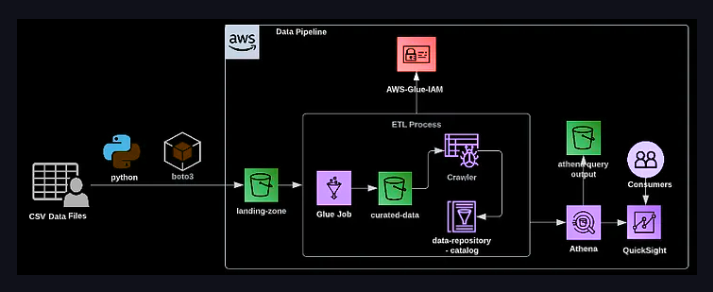 aws
Data Pipeline
AWS-Glue-IAM
ETL Process
python
boto3
CSV Data Files
landing-zone
Glue Job
curated-data
Crawler
data-repository
- catalog
athena-query
output
Consumers
Athena
QuickSight